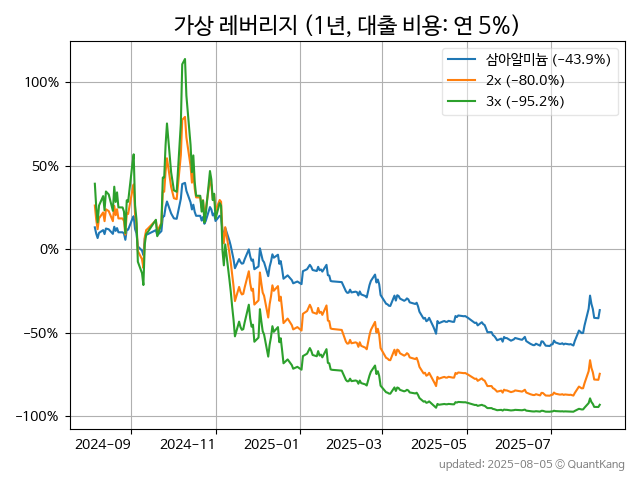 가상 레버리지 (1년, 대출 비용: 연 5%)
삼아알미늄 (-43.9%)
2x (-80.0%)
3x (-95.2%)
100%
50%
0%
-50%
-100%
2024-09 2024-11 2025-01 2025-03 2025-05 2025-07
updated: 2025-08-05 © QuantKang